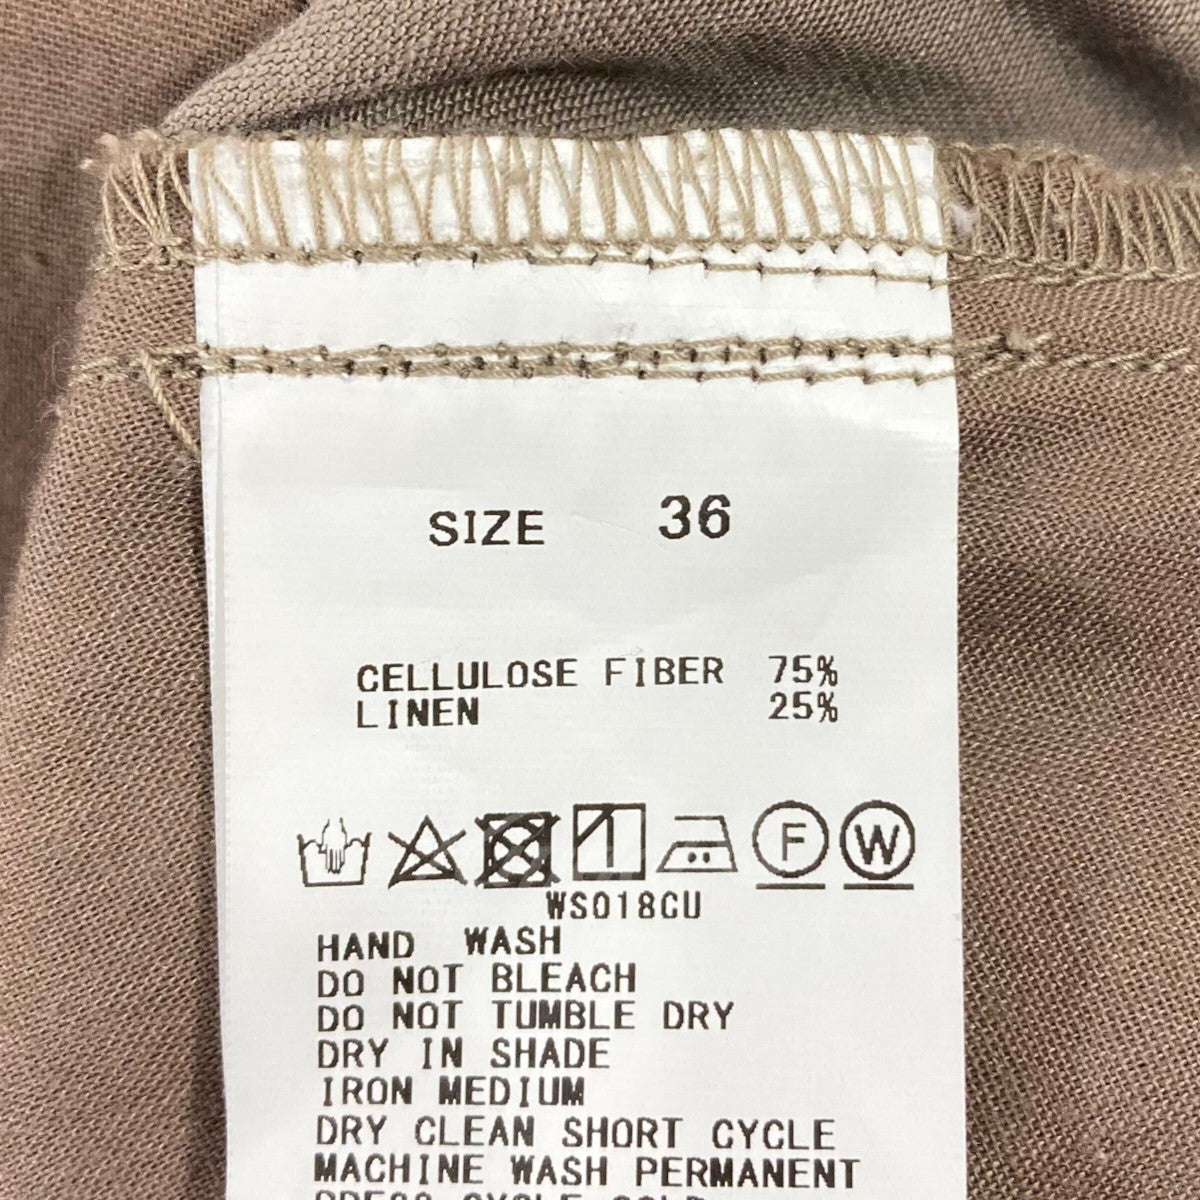 SIZE 36
CELLULOSE FIBER 75%
LINEN 25%
F W
WS018CU
HAND WASH
DO NOT BLEACH
DO NOT TUMBLE DRY
DRY IN SHADE
IRON MEDIUM
DRY CLEAN SHORT CYCLE
MACHINE WASH PERMANENT